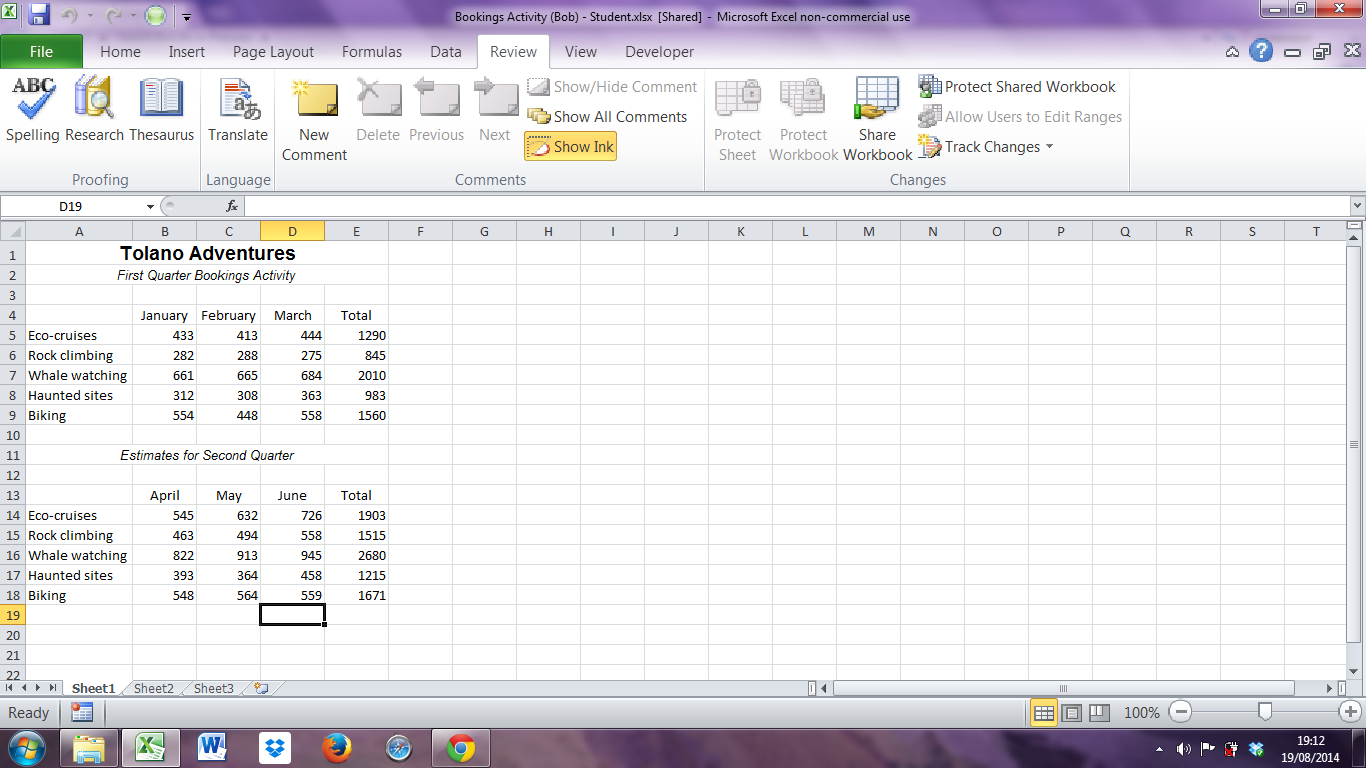 Bookings Activity (Bob) - Student.xlsx [Shared] - Microsoft Excel non-commercial use
File Home Insert Page Layout Formulas Data Review View Developer
ABC
Spelling Research Thesaurus
Proofing
Translate
Language
New Comment
Delete Previous Next
Show/Hide Comment
Show All Comments
Show Ink
Comments
Protect Sheet
Protect Workbook
Share Workbook
Protect Shared Workbook
Allow Users to Edit Ranges
Track Changes
Changes
D19 fx
A B C D E F G H I J K L M N O P Q R S T
1 Tolano Adventures
2 First Quarter Bookings Activity
3
4 January February March Total
5 Eco-cruises 433 413 444 1290
6 Rock climbing 282 288 275 845
7 Whale watching 661 665 684 2010
8 Haunted sites 312 308 363 983
9 Biking 554 448 558 1560
10
11 Estimates for Second Quarter
12
13 April May June Total
14 Eco-cruises 545 632 726 1903
15 Rock climbing 463 494 558 1515
16 Whale watching 822 913 945 2680
17 Haunted sites 393 364 458 1215
18 Biking 548 564 559 1671
19
20
21
22
Sheet1 Sheet2 Sheet3
Ready 100%
19:12
19/08/2014